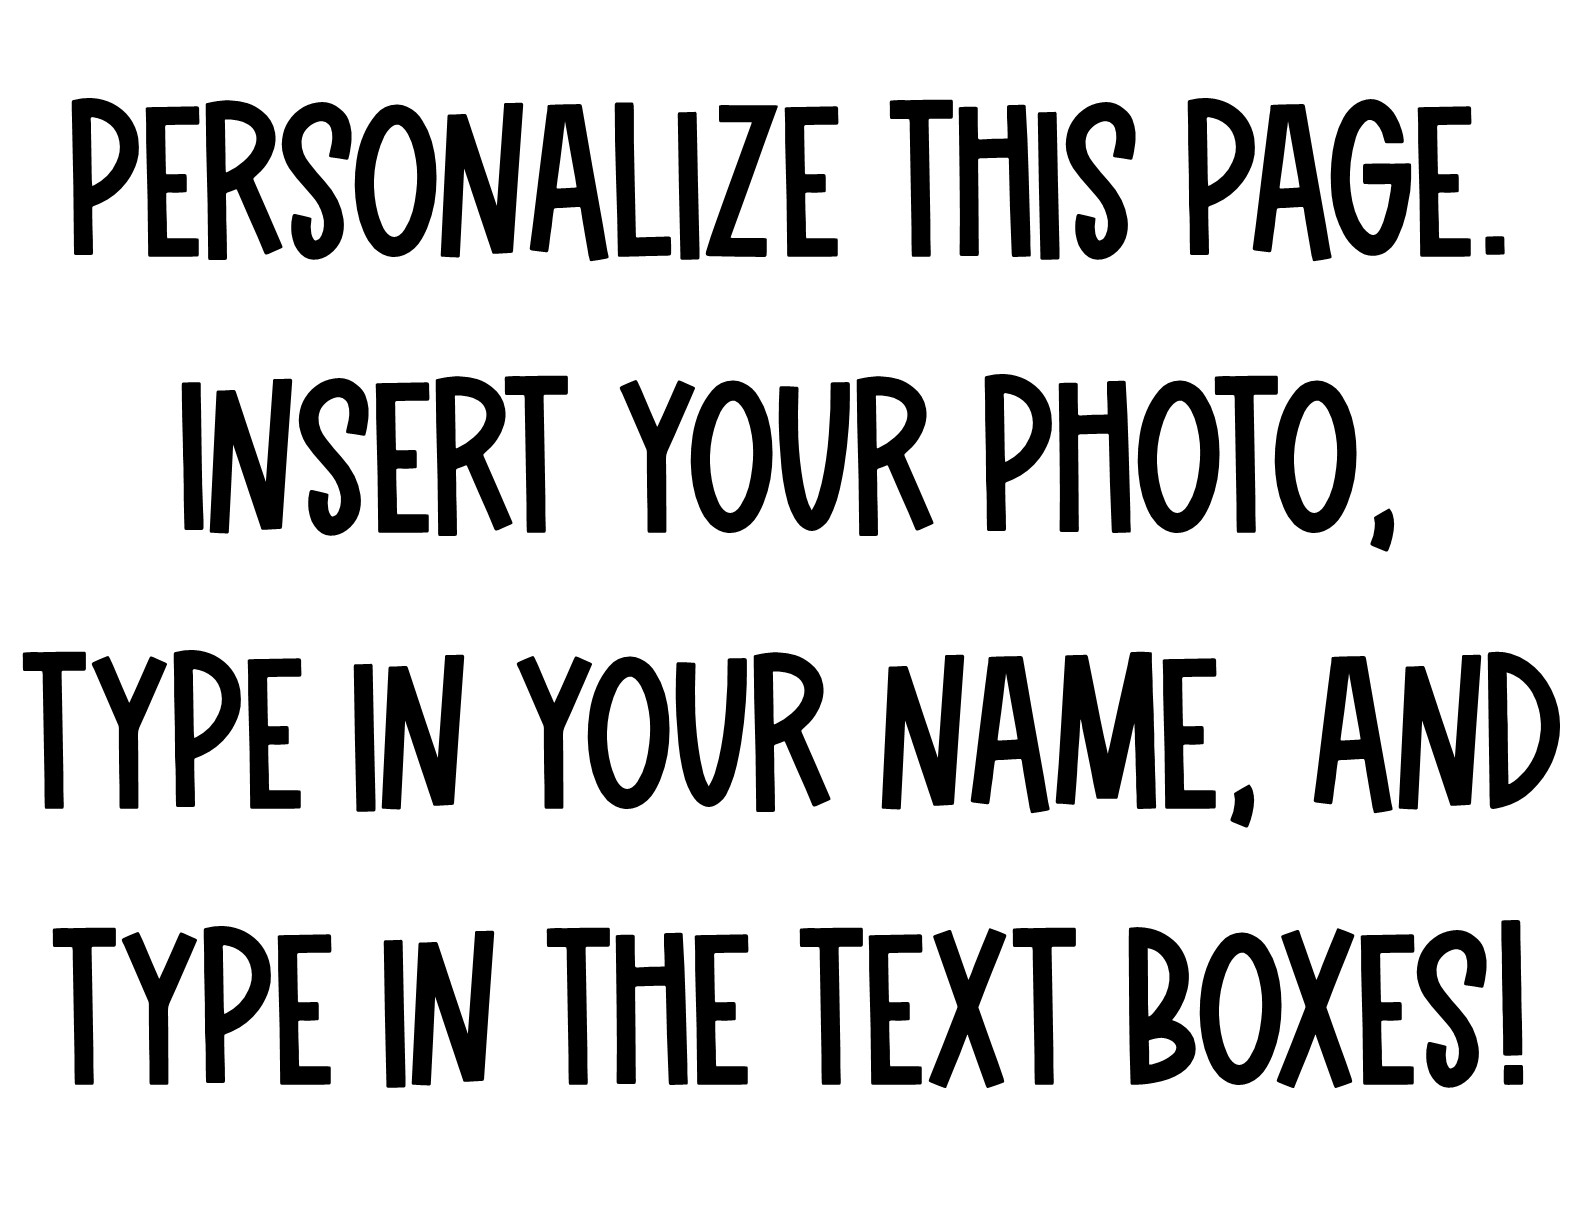 PERSONALIZE THIS PAGE.
INSERT YOUR PHOTO,
TYPE IN YOUR NAME, AND
TYPE IN THE TEXT BOXES!